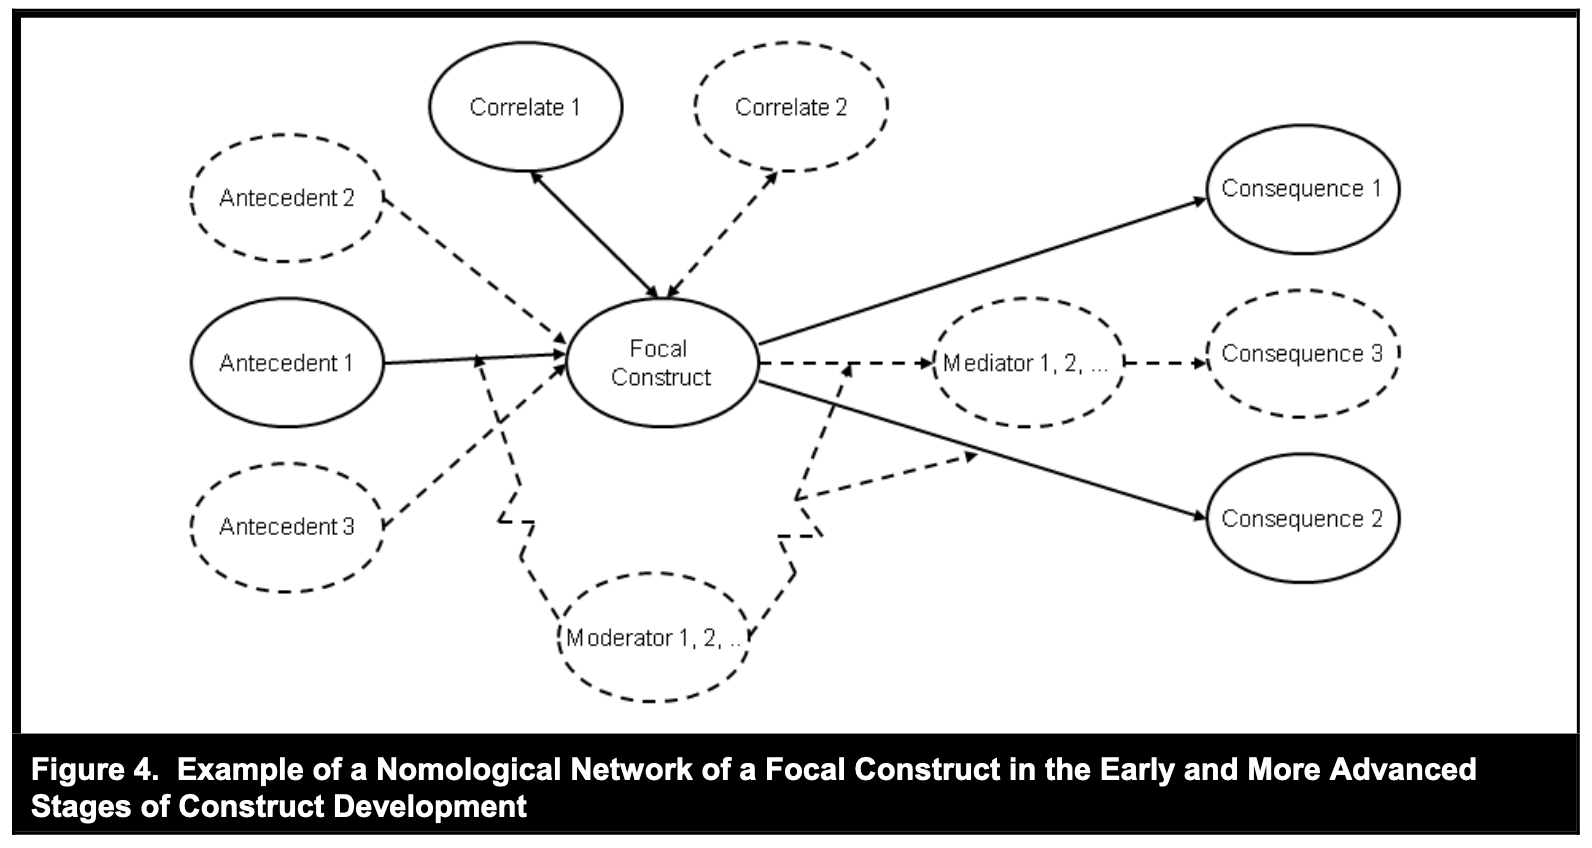 Correlate 1
Correlate 2
Antecedent 2
Consequence 1
Antecedent 1
Focal
Construct
Mediator 1, 2, ...
Consequence 3
Antecedent 3
Consequence 2
Moderator 1, 2, ..
Figure 4.  Example of a Nomological Network of a Focal Construct in the Early and More Advanced
Stages of Construct Development